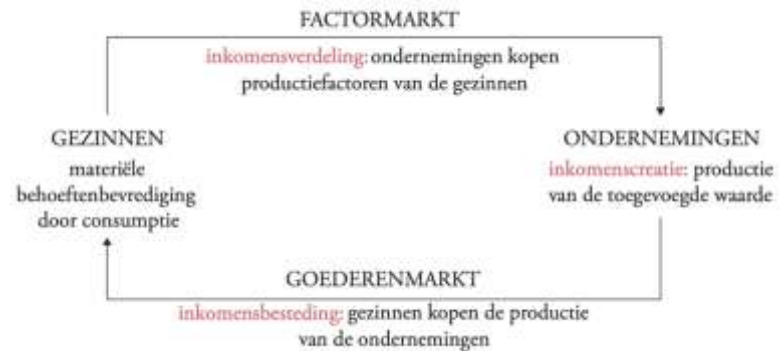 FACTORMARKT
inkomensverdeling: ondernemingen kopen
productiefactoren van de gezinnen
GEZINNEN
materiële
behoeftenbevrediging
door consumptie
ONDERNEMINGEN
inkomenscreatie: productie
van de toegevoegde waarde
GOEDERENMARKT
inkomensbesteding: gezinnen kopen de productie
van de ondernemingen